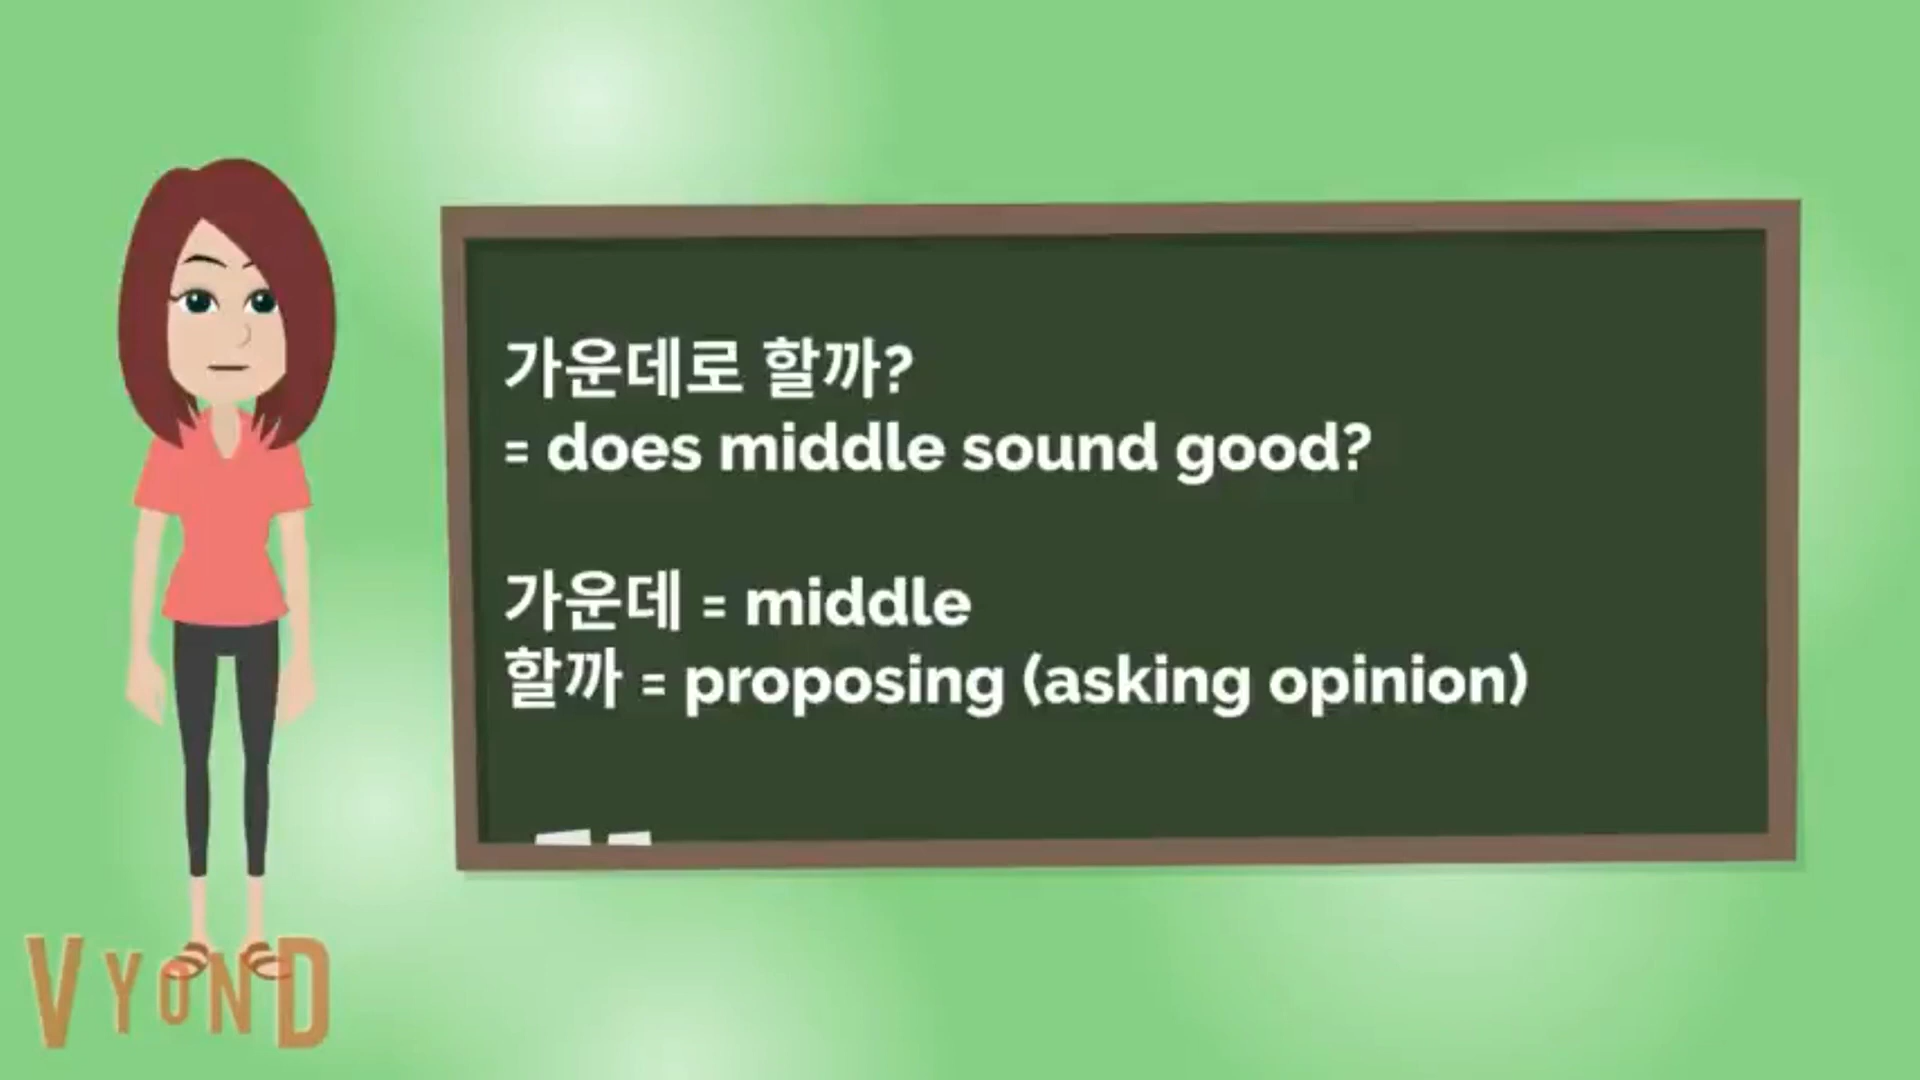 가운데로 할까?
= does middle sound good?
가운데 = middle
할까 = proposing (asking opinion)
VYOND